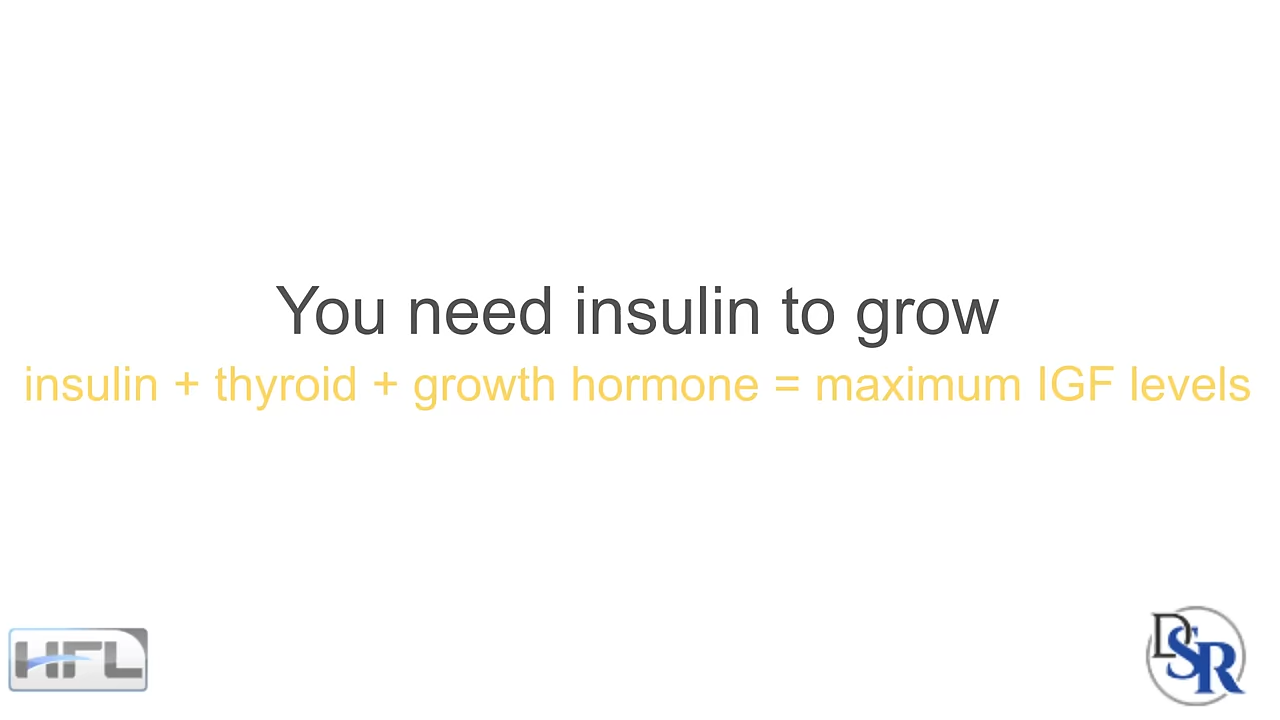 You need insulin to grow
insulin + thyroid + growth hormone = maximum IGF levels
HFL
DSR